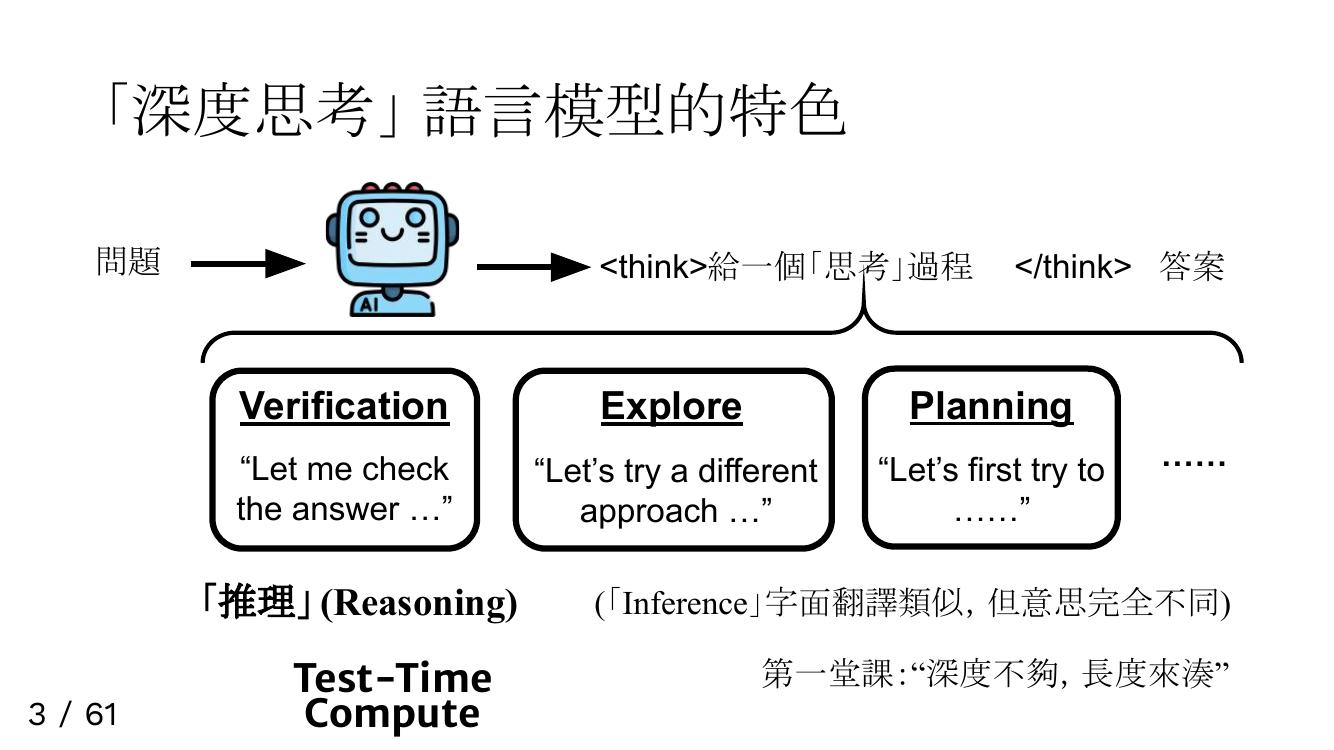 「深度思考」語言模型的特色
問題
<think>給一個「思考」過程 </think> 答案
AI
Verification
“Let me check
the answer …”
Explore
“Let’s try a different
approach …”
Planning
“Let’s first try to
……”
……
「推理」(Reasoning)
(「Inference」字面翻譯類似, 但意思完全不同)
Test-Time
Compute
第一堂課:“深度不夠, 長度來湊”
3 / 61